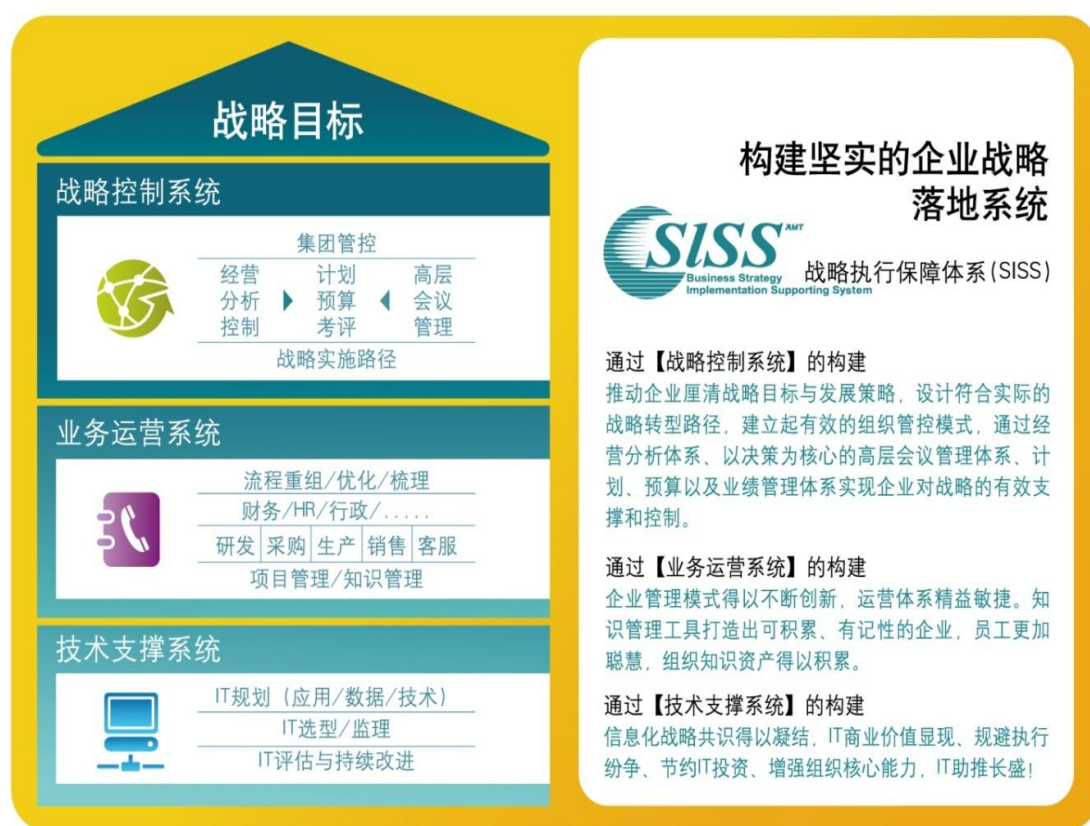 战略目标
战略控制系统
集团管控
经营 计划 高层
分析 预算 会议
控制 考评 管理
战略实施路径
业务运营系统
流程重组/优化/梳理
财务/HR/行政/.....
研发 采购 生产 销售 客服
项目管理/知识管理
技术支撑系统
IT规划（应用/数据/技术）
IT选型/监理
IT评估与持续改进
构建坚实的企业战略
落地系统
SISS AMT
Business Strategy
Implementation Supporting System
战略执行保障体系(SISS)
通过【战略控制系统】的构建
推动企业厘清战略目标与发展策略，设计符合实际的
战略转型路径，建立起有效的组织管控模式，通过经
营分析体系、以决策为核心的高层会议管理体系、计
划、预算以及业绩管理体系实现企业对战略的有效支
撑和控制。
通过【业务运营系统】的构建
企业管理模式得以不断创新，运营体系精益敏捷。知
识管理工具打造出可积累、有记性的企业，员工更加
聪慧，组织知识资产得以积累。
通过【技术支撑系统】的构建
信息化战略共识得以凝结，IT商业价值显现、规避执行
纷争、节约IT投资、增强组织核心能力，IT助推长盛！